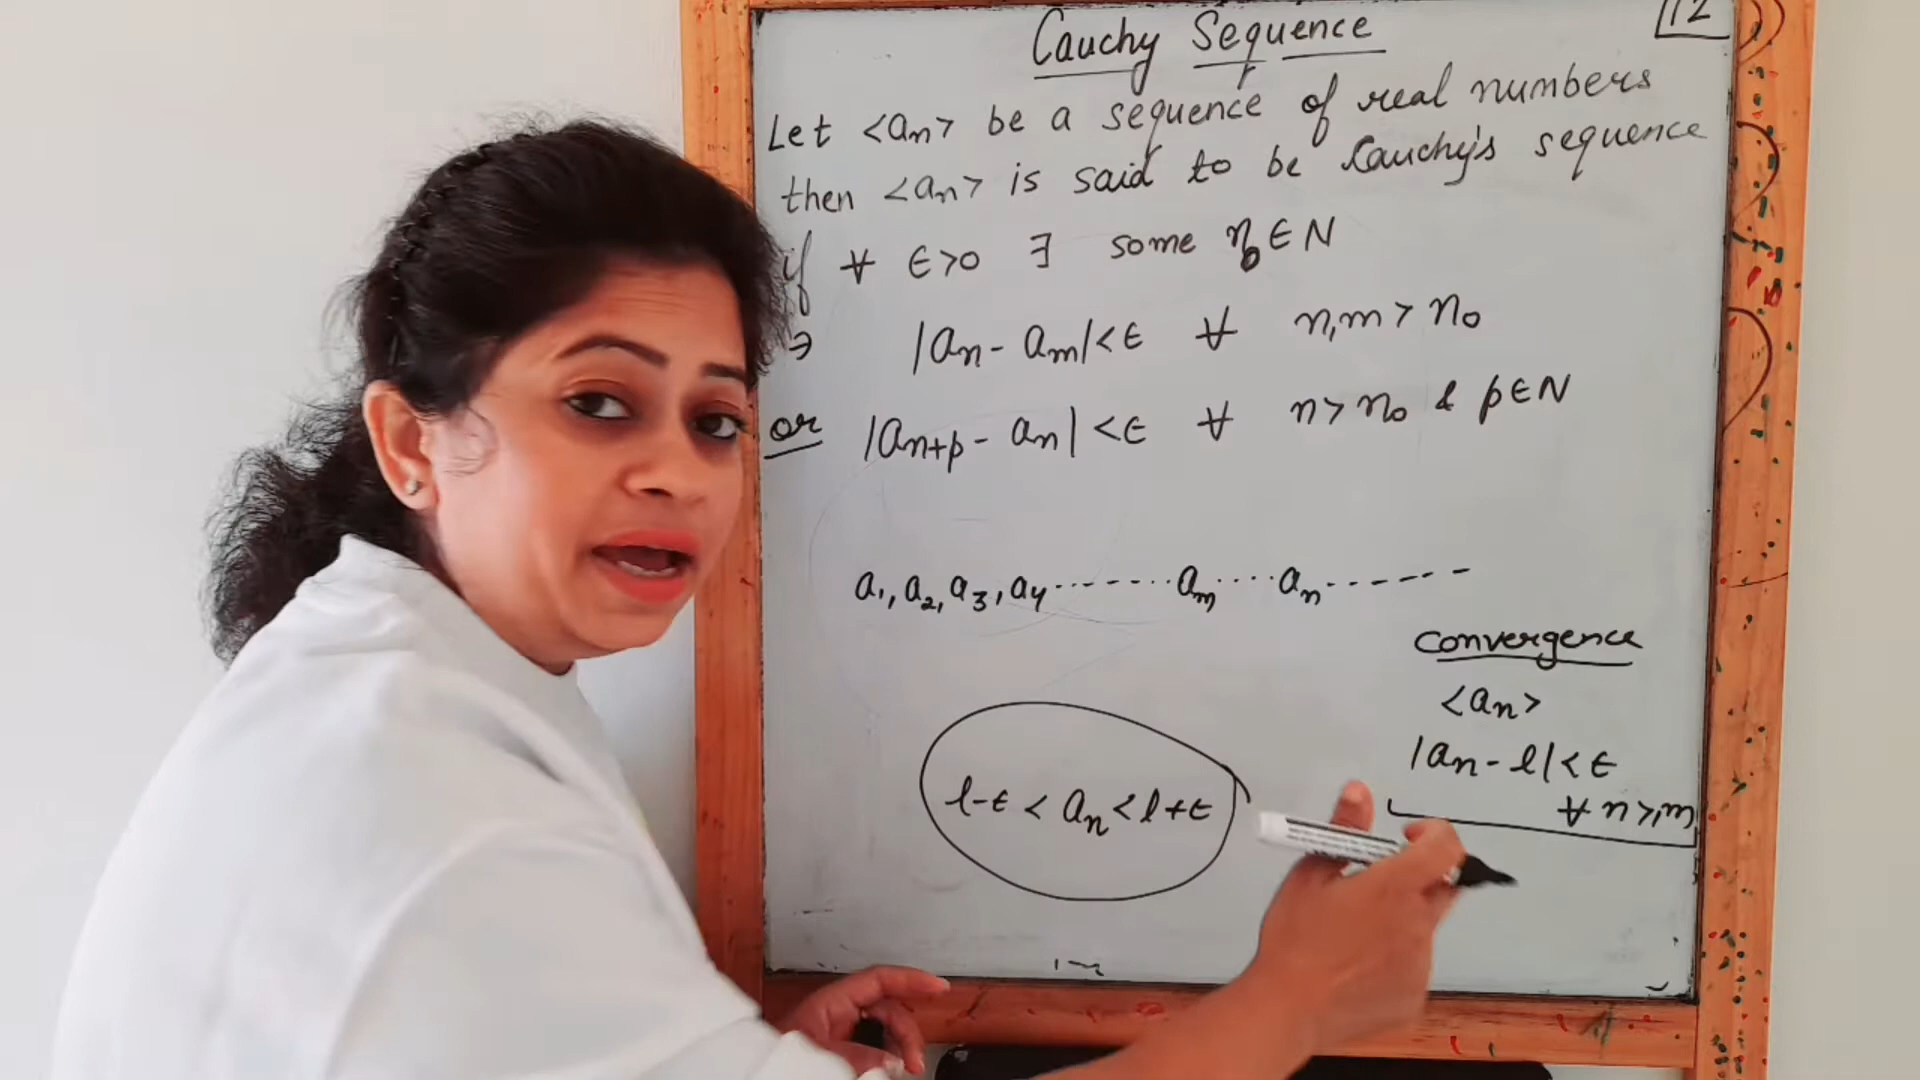 12
Cauchy Sequence
Let <an> be a sequence of real numbers
then <an> is said to be Cauchy's sequence
if ∀ ε>0 ∃ some n₀∈N
∋ |an - am|<ε ∀ n,m > n₀
or |an+p - an| <ε ∀ n>n₀ & p∈N
a₁, a₂, a₃, a₄ ------- am .... an ------
convergence
<an>
|an - l|<ε
∀ n>,m
l-ε < an < l+ε